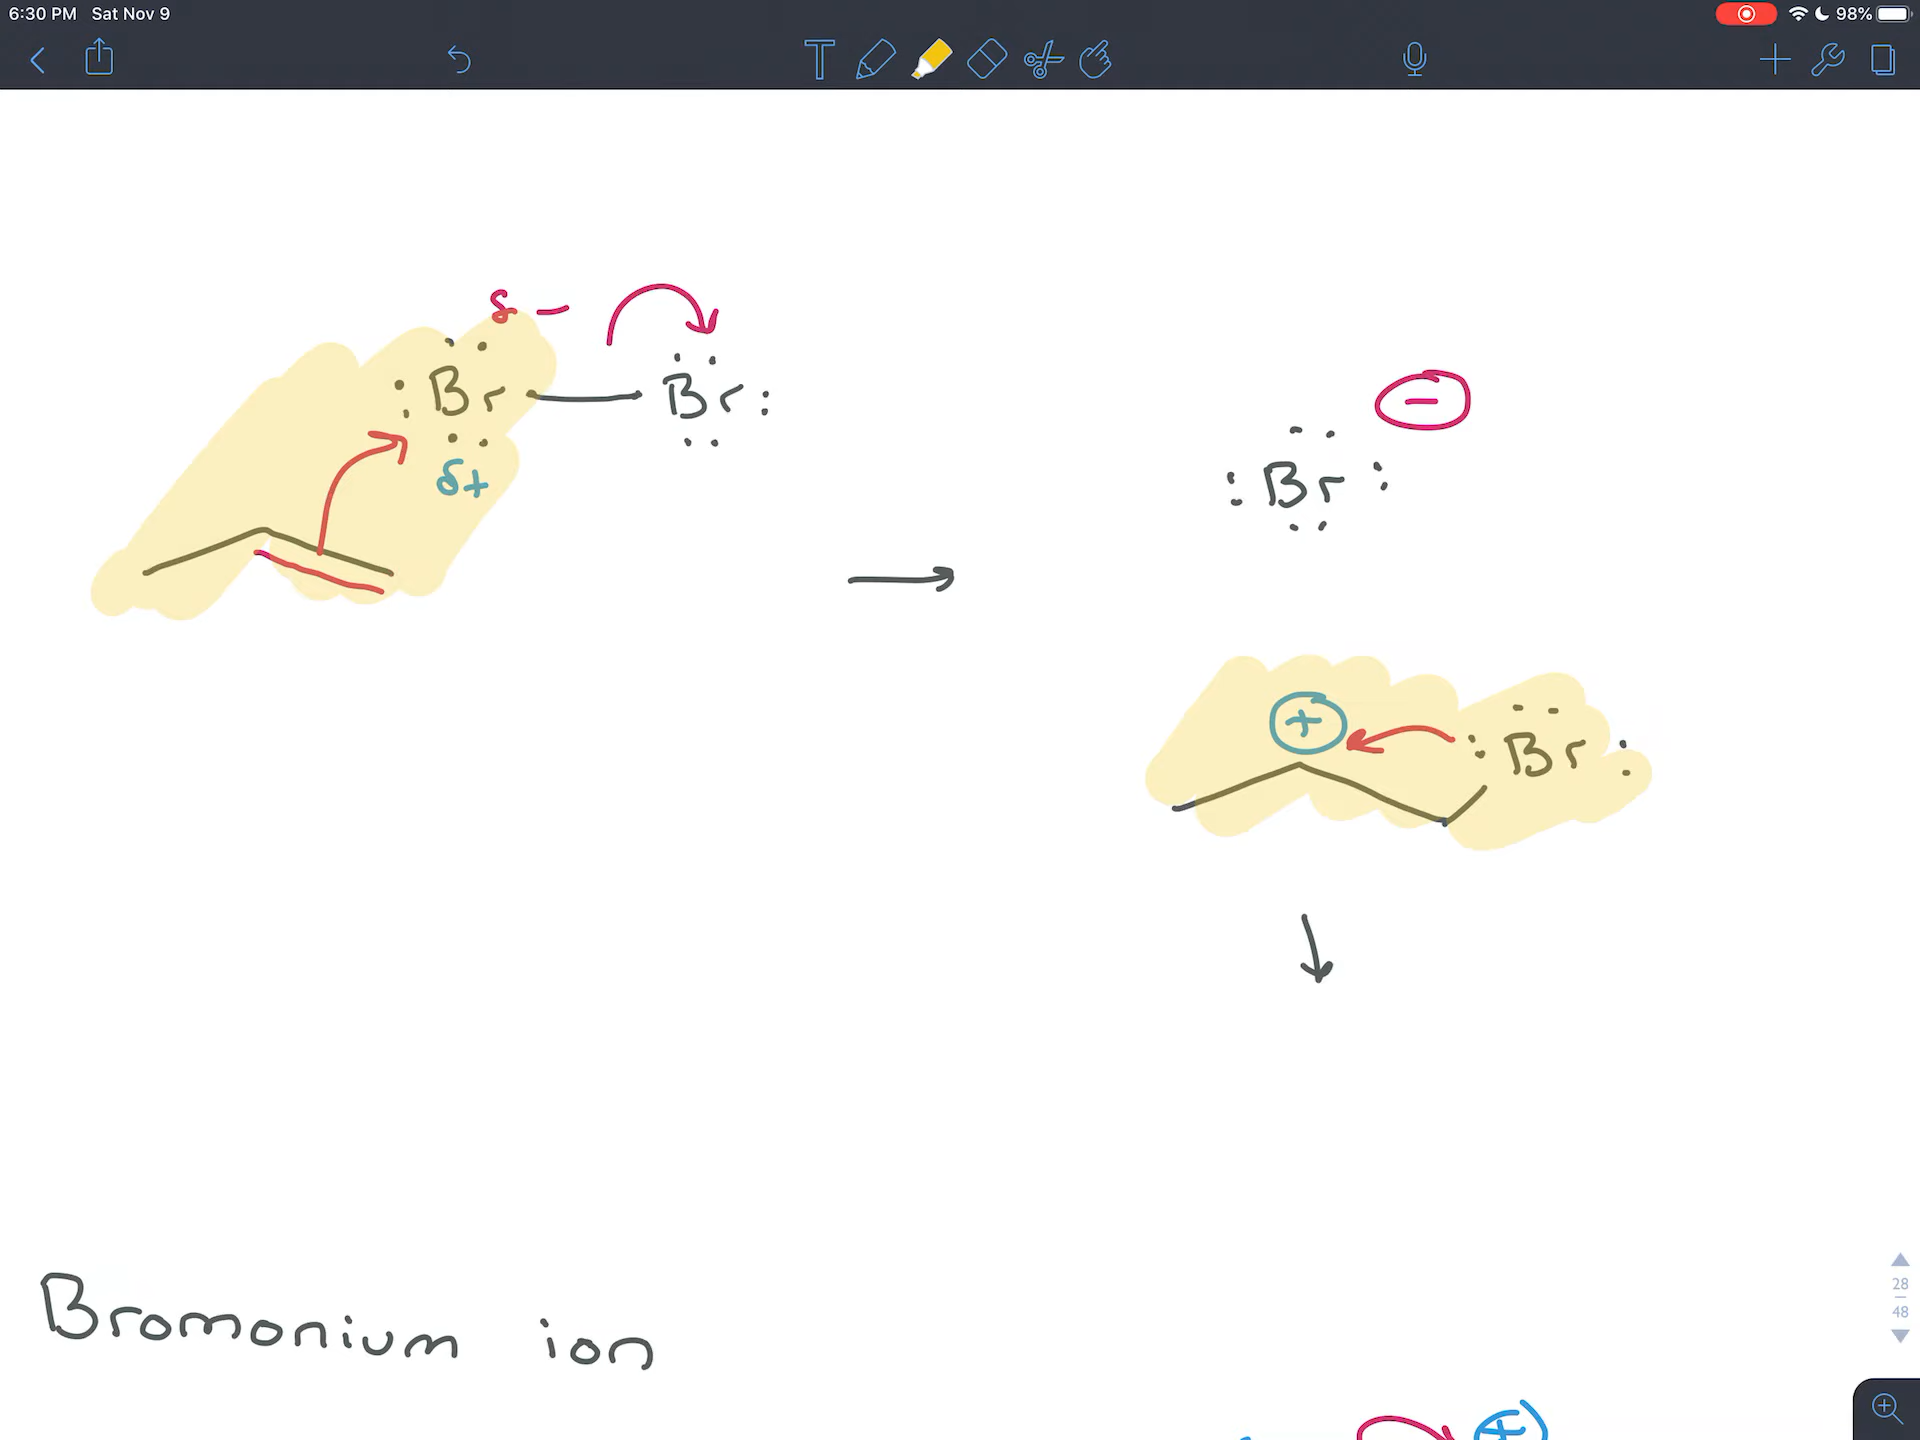 6:30 PM Sat Nov 9 98%
δ −
:Br — Br:
δ+
−
:Br:
+
:Br:
28
48
Bromonium ion
+